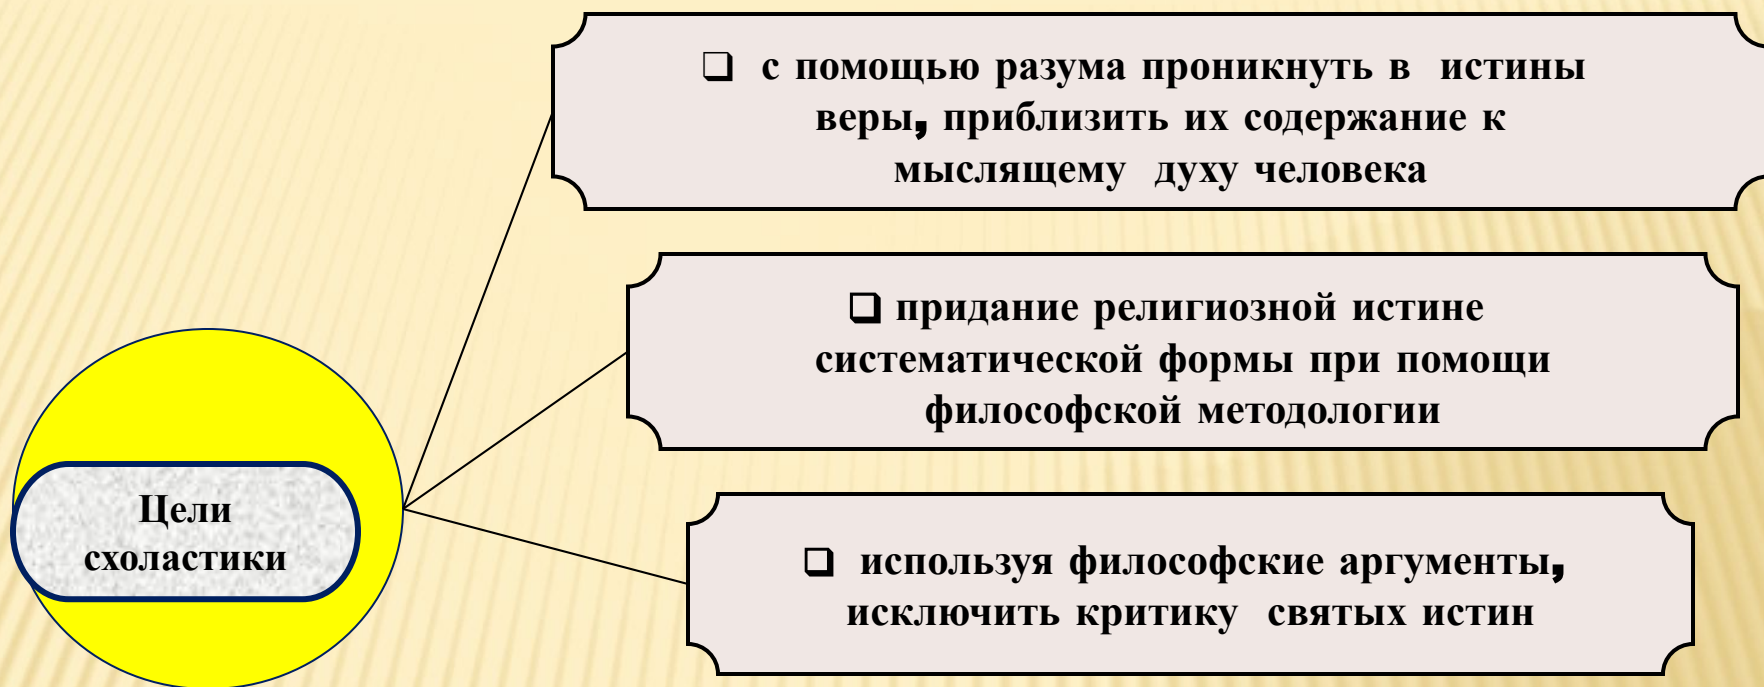 ❑ с помощью разума проникнуть в истины
веры, приблизить их содержание к
мыслящему духу человека
❑ придание религиозной истине
систематической формы при помощи
философской методологии
Цели
схоластики
❑ используя философские аргументы,
исключить критику святых истин